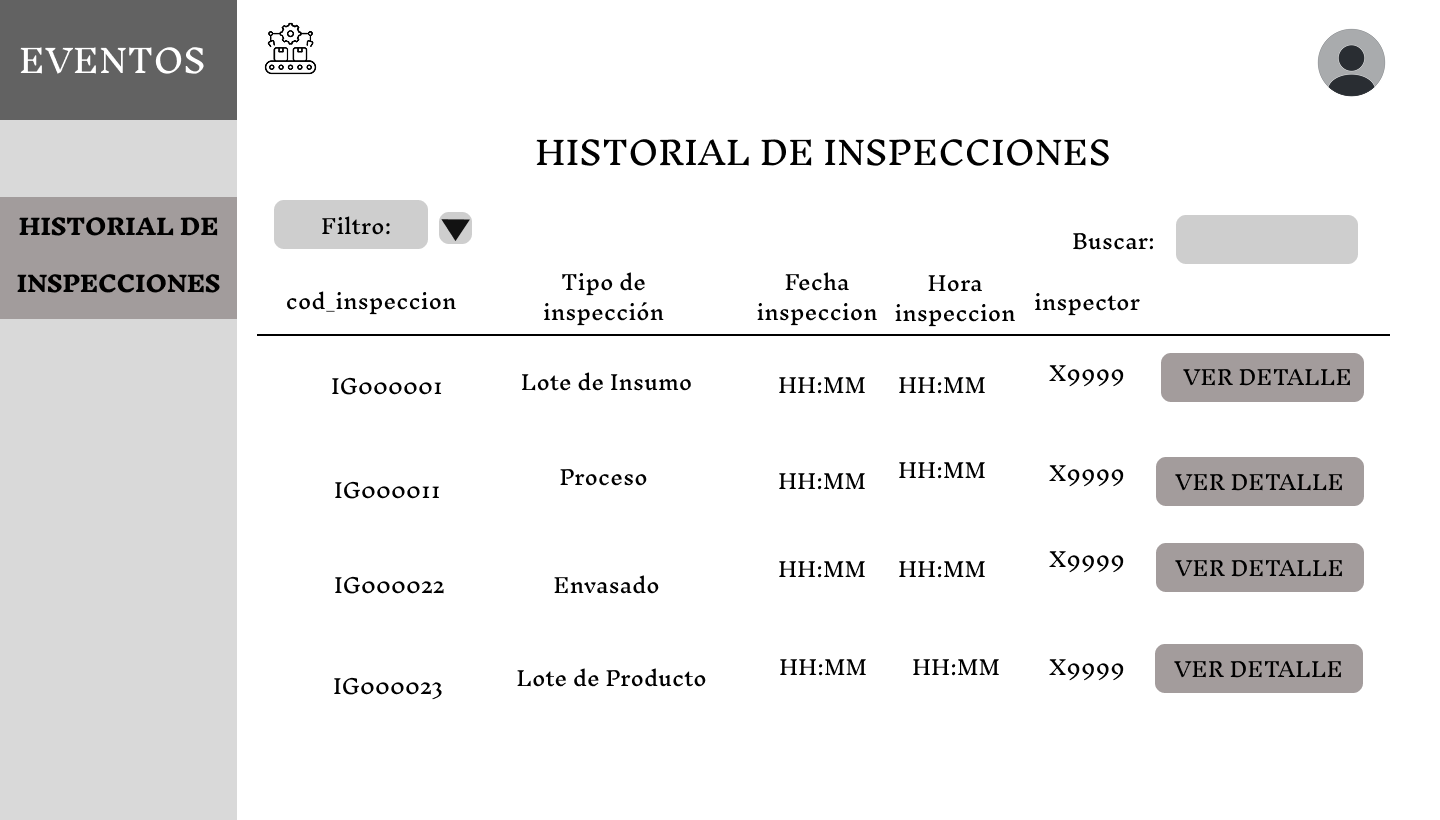 EVENTOS
HISTORIAL DE
INSPECCIONES
HISTORIAL DE INSPECCIONES
Filtro:
Buscar:
cod_inspeccion
Tipo de
inspección
Fecha
inspeccion
Hora
inspeccion
inspector
IG000001 Lote de Insumo HH:MM HH:MM X9999 VER DETALLE
IG000011 Proceso HH:MM HH:MM X9999 VER DETALLE
IG000022 Envasado HH:MM HH:MM X9999 VER DETALLE
IG000023 Lote de Producto HH:MM HH:MM X9999 VER DETALLE